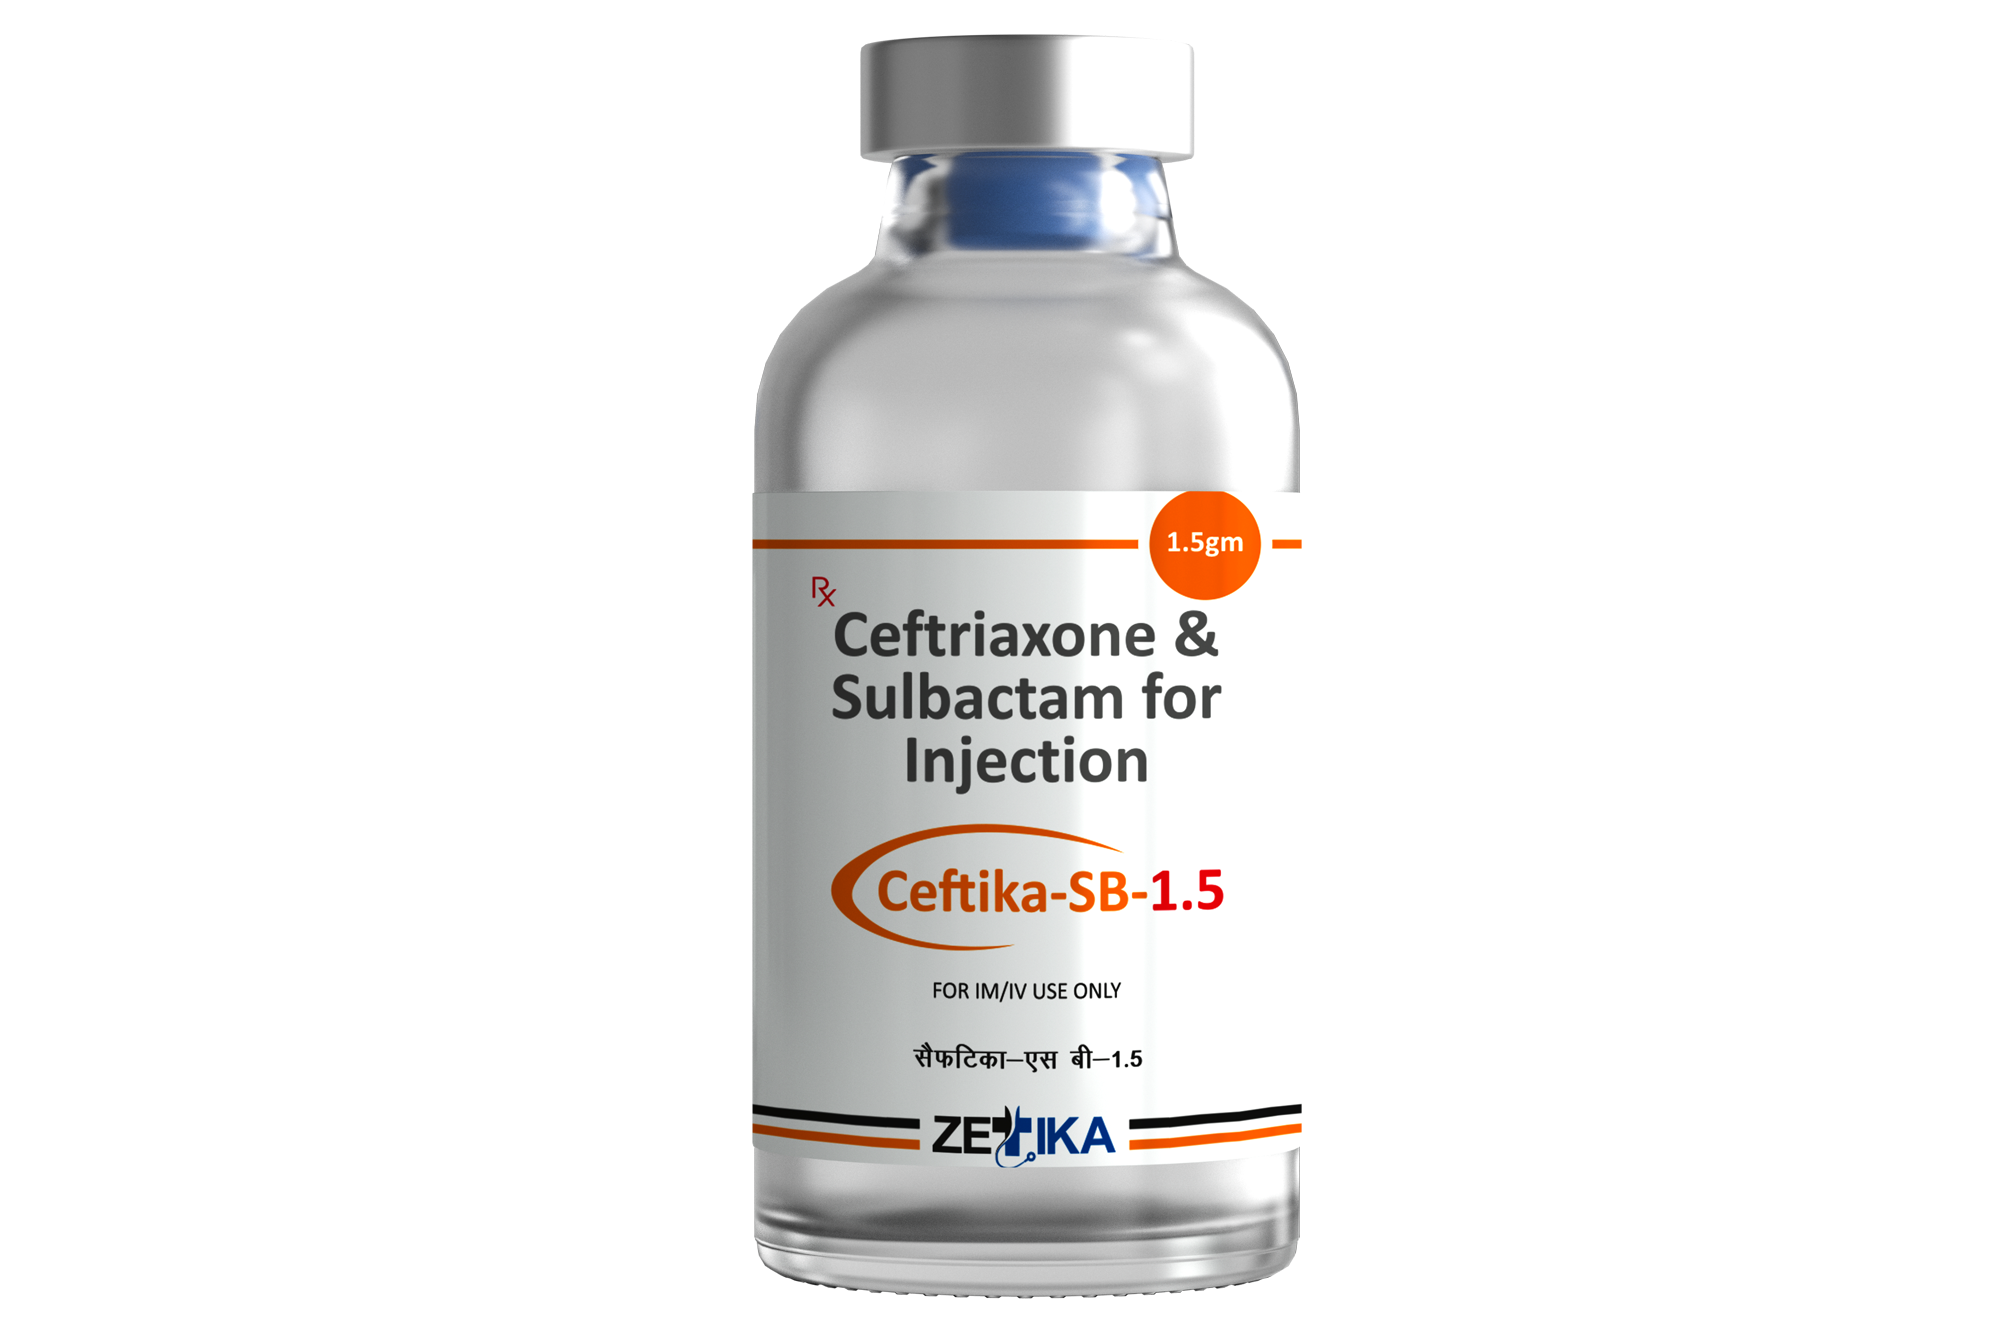 1.5gm
Rx
Ceftriaxone &
Sulbactam for
Injection
Ceftika-SB-1.5
FOR IM/IV USE ONLY
सैफटिका–एस बी–1.5
ZETIKA